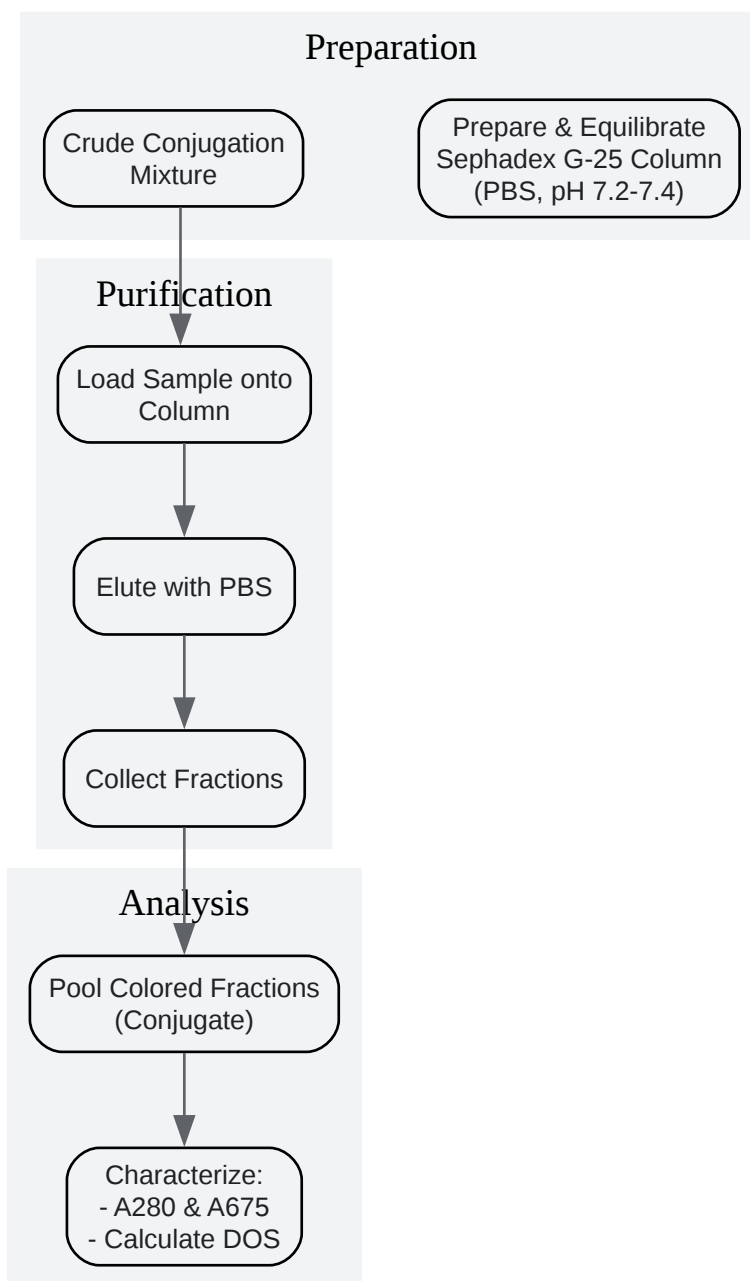 Preparation
Crude Conjugation
Mixture
Prepare & Equilibrate
Sephadex G-25 Column
(PBS, pH 7.2-7.4)
Purification
Load Sample onto
Column
Elute with PBS
Collect Fractions
Analysis
Pool Colored Fractions
(Conjugate)
Characterize:
- A280 & A675
- Calculate DOS